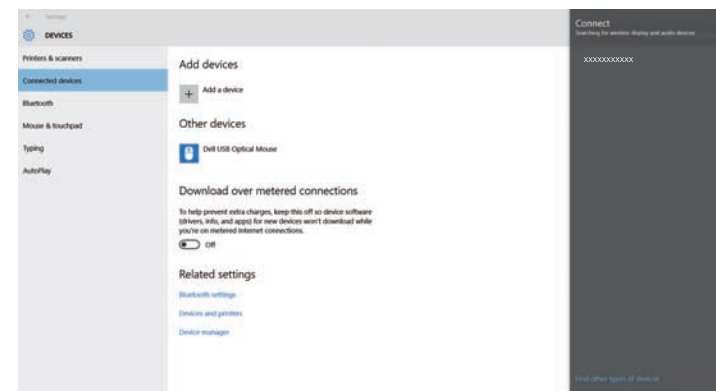 Settings
DEVICES
Printers & scanners
Connected devices
Bluetooth
Mouse & touchpad
Typing
AutoPlay
Add devices
Add a device
Other devices
Dell USB Optical Mouse
Download over metered connections
To help prevent extra charges, keep this off so device software
(drivers, info, and apps) for new devices won't download while
you're on metered Internet connections.
Off
Related settings
Bluetooth settings
Devices and printers
Device manager
Connect
Searching for wireless display and audio devices
xxxxxxxxxxx
Find other types of devices